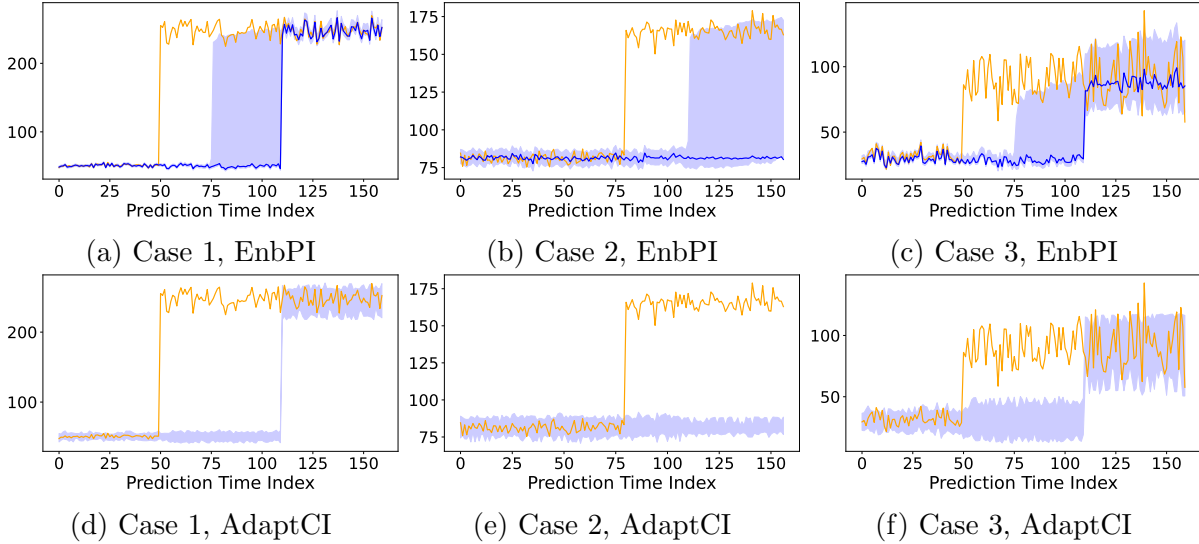 200
100
0 25 50 75 100 125 150
Prediction Time Index
(a) Case 1, EnbPI
175
150
125
100
75
0 25 50 75 100 125 150
Prediction Time Index
(b) Case 2, EnbPI
100
50
0 25 50 75 100 125 150
Prediction Time Index
(c) Case 3, EnbPI
200
100
0 25 50 75 100 125 150
Prediction Time Index
(d) Case 1, AdaptCI
175
150
125
100
75
0 25 50 75 100 125 150
Prediction Time Index
(e) Case 2, AdaptCI
100
50
0 25 50 75 100 125 150
Prediction Time Index
(f) Case 3, AdaptCI